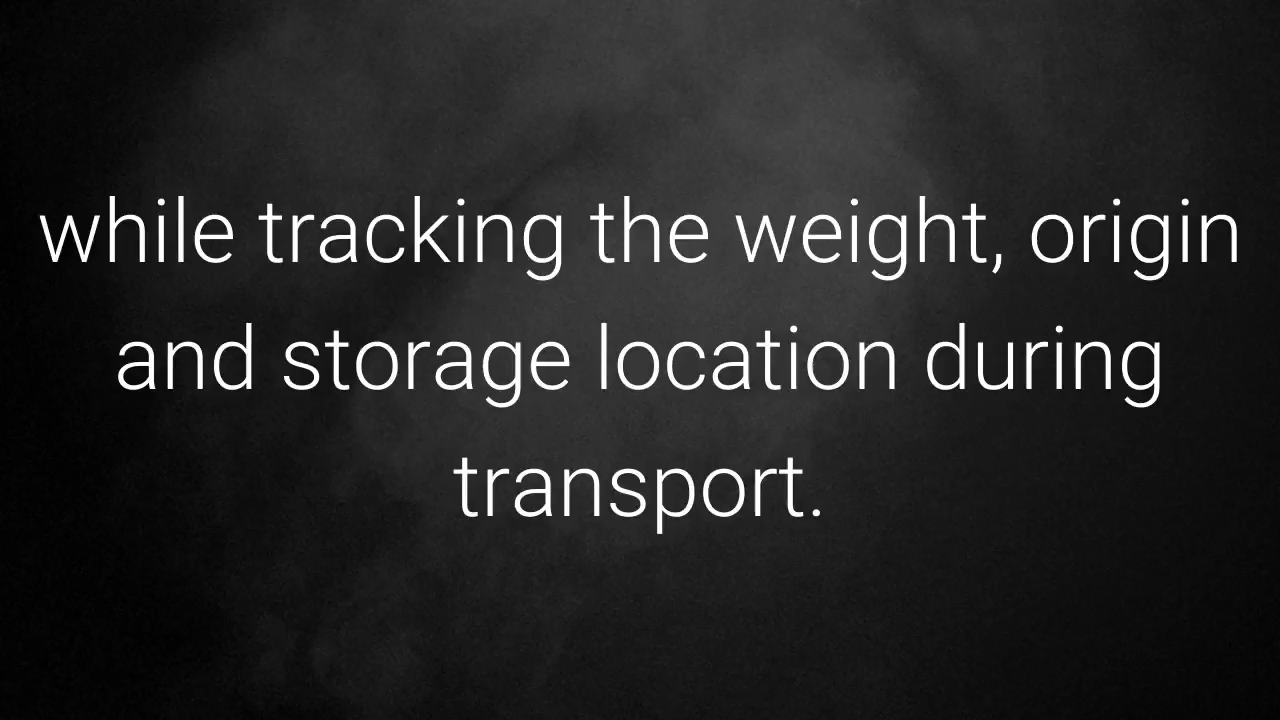 while tracking the weight, origin
and storage location during
transport.